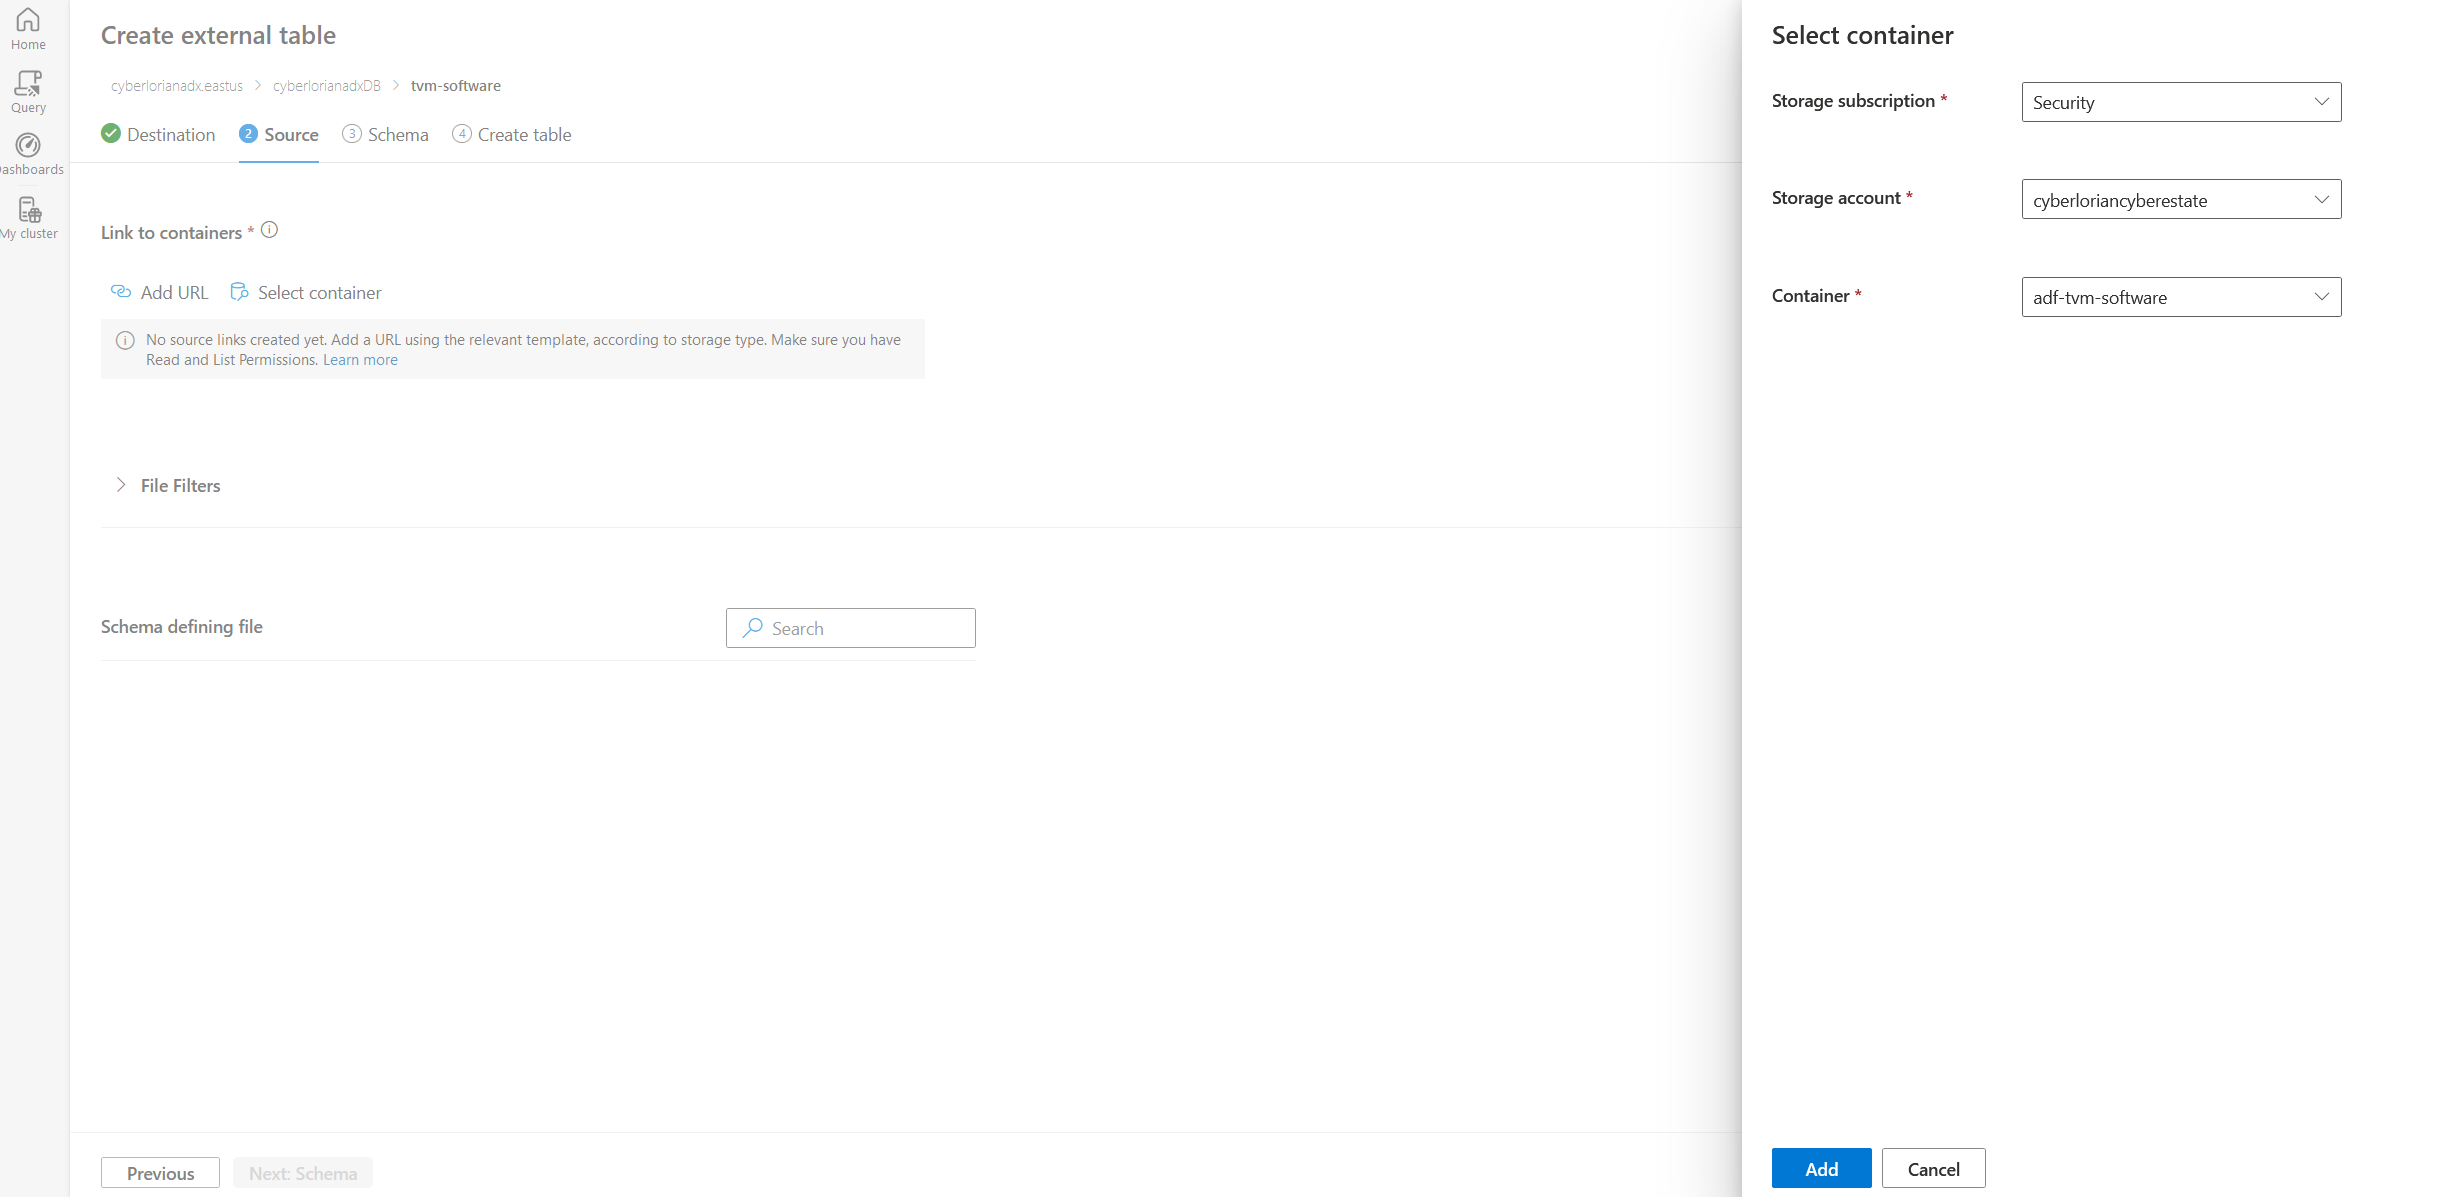 Home
Query
Dashboards
My cluster
Create external table
cyberlorianadx.eastus > cyberlorianadxDB > tvm-software
Destination 2 Source 3 Schema 4 Create table
Link to containers *
Add URL Select container
No source links created yet. Add a URL using the relevant template, according to storage type. Make sure you have
Read and List Permissions. Learn more
File Filters
Schema defining file Search
Previous Next: Schema
Select container
Storage subscription * Security
Storage account * cyberloriancyberestate
Container * adf-tvm-software
Add Cancel